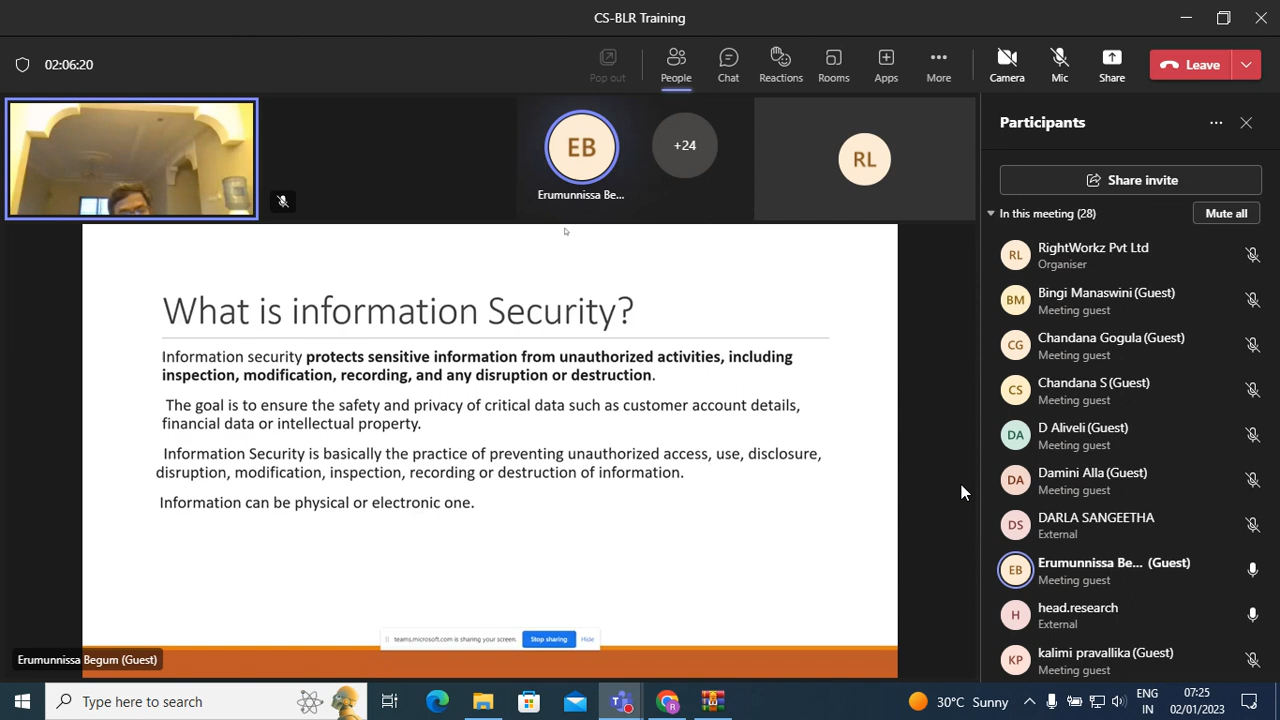 CS-BLR Training
02:06:20
Pop out
People
Chat
Reactions
Rooms
Apps
More
Camera
Mic
Share
Leave
EB
Erumunnissa Be...
+24
RL
What is information Security?
Information security protects sensitive information from unauthorized activities, including
inspection, modification, recording, and any disruption or destruction.
The goal is to ensure the safety and privacy of critical data such as customer account details,
financial data or intellectual property.
Information Security is basically the practice of preventing unauthorized access, use, disclosure,
disruption, modification, inspection, recording or destruction of information.
Information can be physical or electronic one.
teams.microsoft.com is sharing your screen.
Stop sharing
Hide
Erumunnissa Begum (Guest)
Participants
Share invite
In this meeting (28)
Mute all
RL
RightWorkz Pvt Ltd
Organiser
BM
Bingi Manaswini (Guest)
Meeting guest
CG
Chandana Gogula (Guest)
Meeting guest
CS
Chandana S (Guest)
Meeting guest
DA
D Aliveli (Guest)
Meeting guest
DA
Damini Alla (Guest)
Meeting guest
DS
DARLA SANGEETHA
External
EB
Erumunnissa Be... (Guest)
Meeting guest
H
head.research
External
KP
kalimi pravallika (Guest)
Meeting guest
Type here to search
30°C Sunny
ENG
IN
07:25
02/01/2023